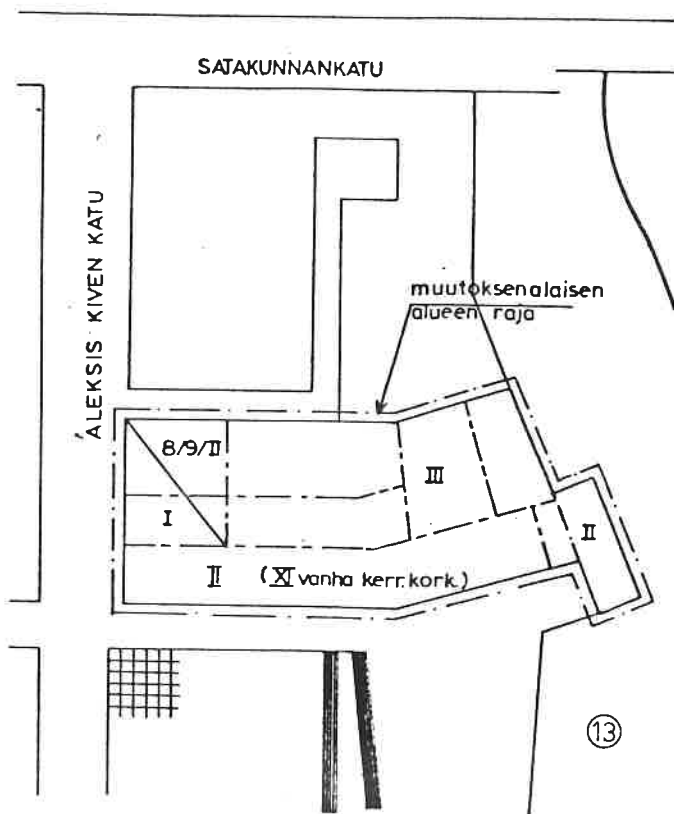 SATAKUNNANKATU
ALEKSIS KIVEN KATU
muutoksenalaisen
alueen raja
8/9/II
III
I
II
II (XI vanha kerr.kork.)
13